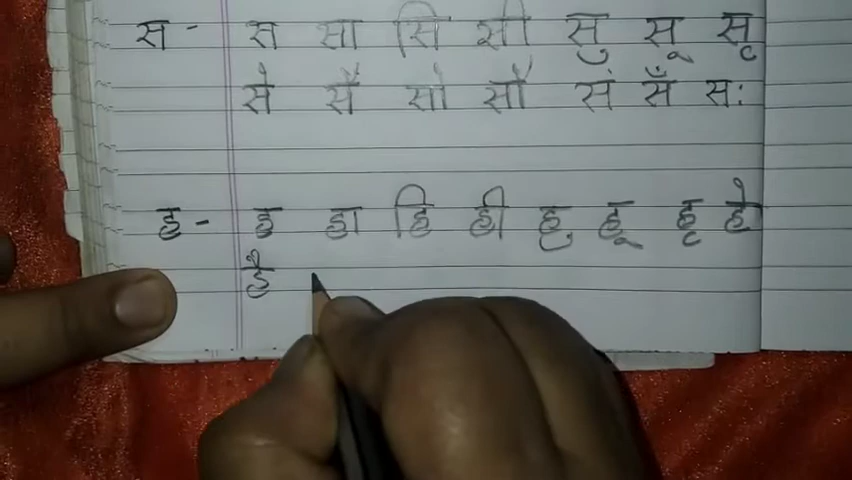 स - स सा सि सी सु सू सृ
से सै सो सौ सं सँ सः
ह - ह हा हि ही हु हू हृ हे
है